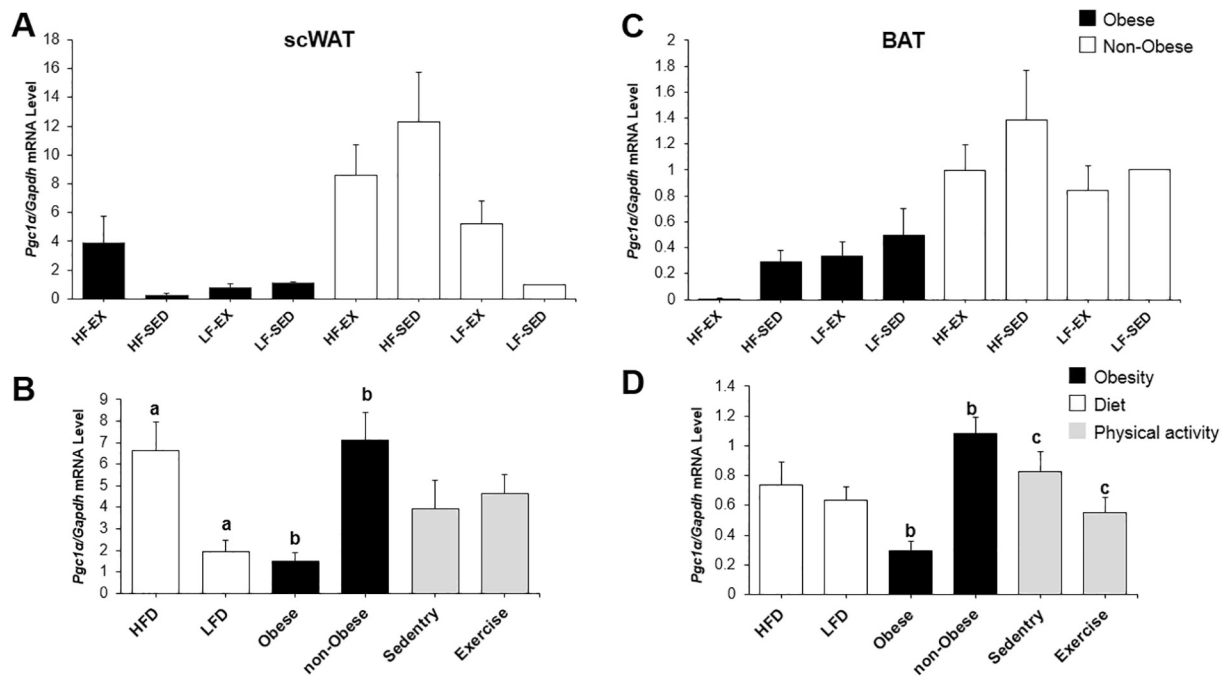 A
scWAT
Pgc1α/Gapdh mRNA Level
18
16
14
12
10
8
6
4
2
0
HF-EX
HF-SED
LF-EX
LF-SED
HF-EX
HF-SED
LF-EX
LF-SED
C
BAT
Obese
Non-Obese
Pgc1α/Gapdh mRNA Level
2
1.8
1.6
1.4
1.2
1
0.8
0.6
0.4
0.2
0
HF-EX
HF-SED
LF-EX
LF-SED
HF-EX
HF-SED
LF-EX
LF-SED
B
Pgc1α/Gapdh mRNA Level
9
8
7
6
5
4
3
2
1
0
a
a
b
b
HFD
LFD
Obese
non-Obese
Sedentry
Exercise
D
Obesity
Diet
Physical activity
Pgc1α/Gapdh mRNA Level
1.4
1.2
1
0.8
0.6
0.4
0.2
0
b
b
c
c
HFD
LFD
Obese
non-Obese
Sedentry
Exercise